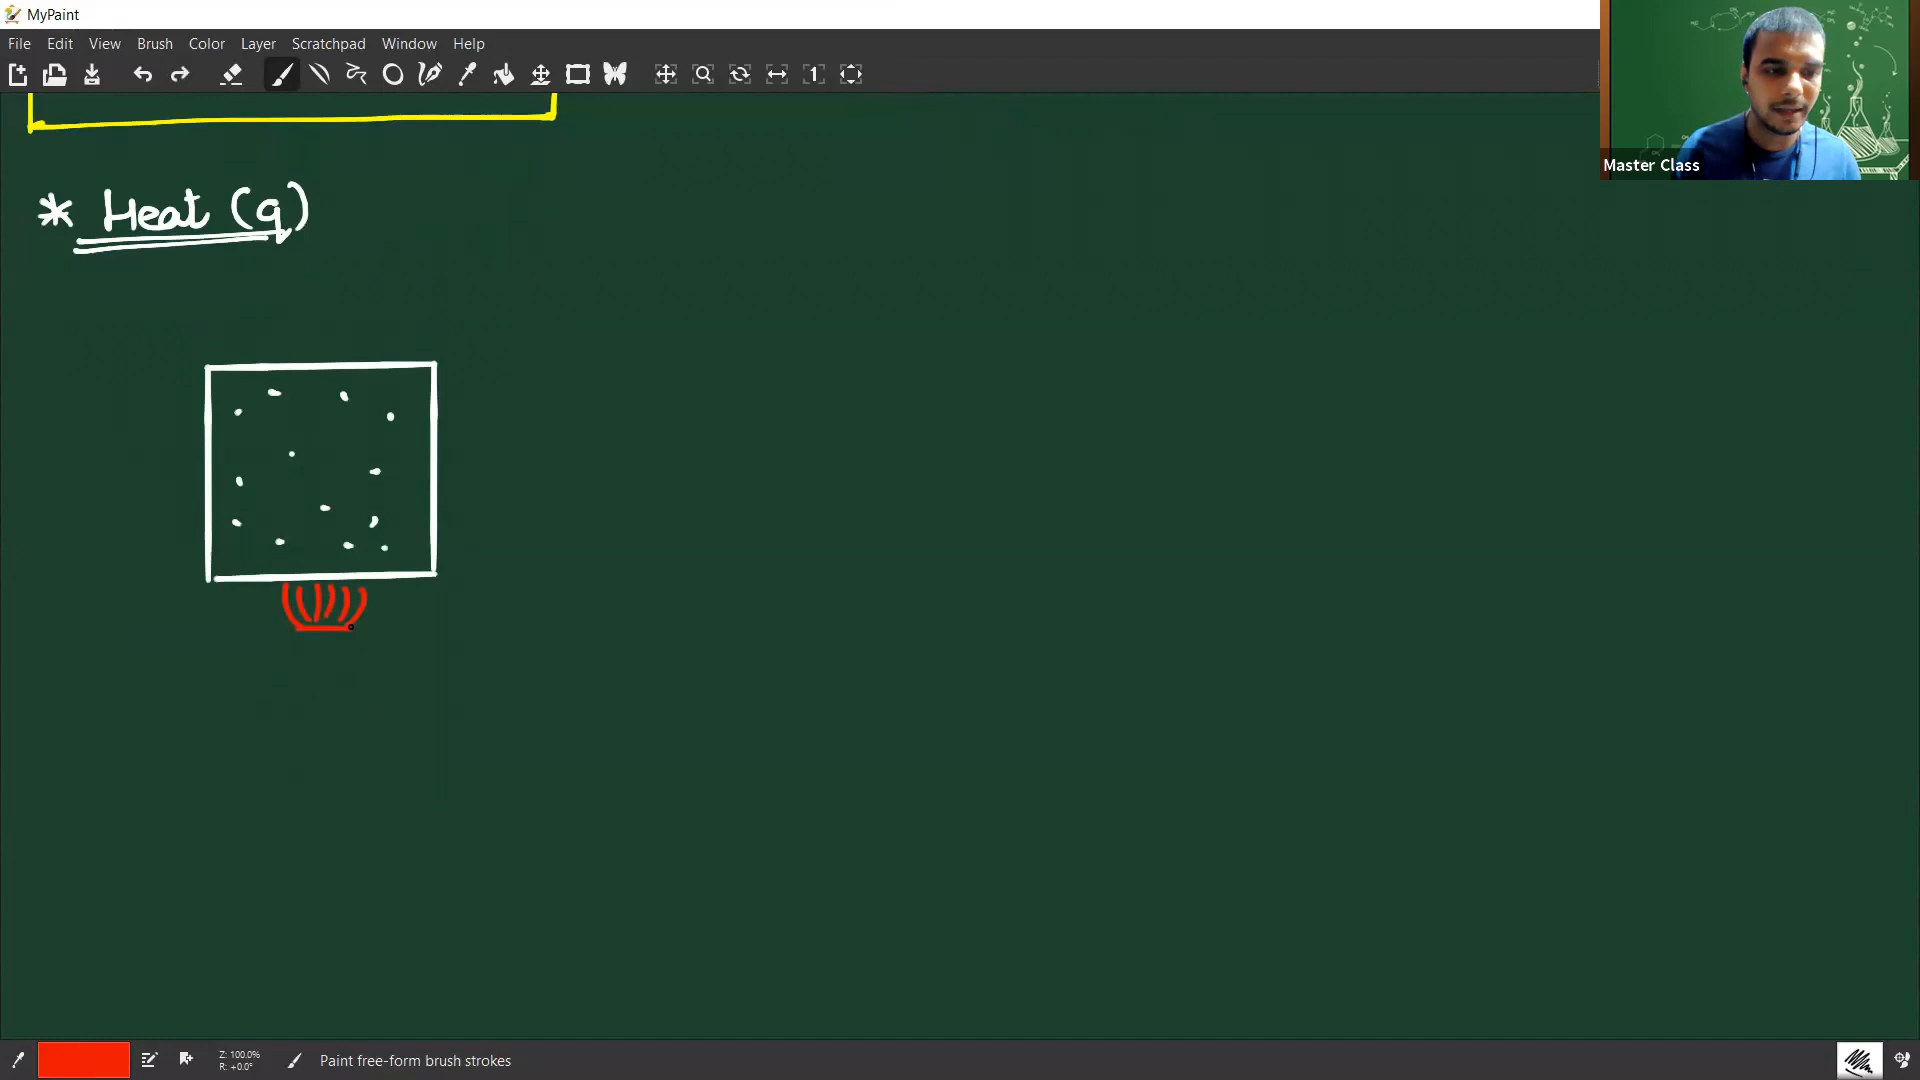 MyPaint
File Edit View Brush Color Layer Scratchpad Window Help
Master Class
* Heat (q)
Z: 100.0%
R: +0.0°
Paint free-form brush strokes